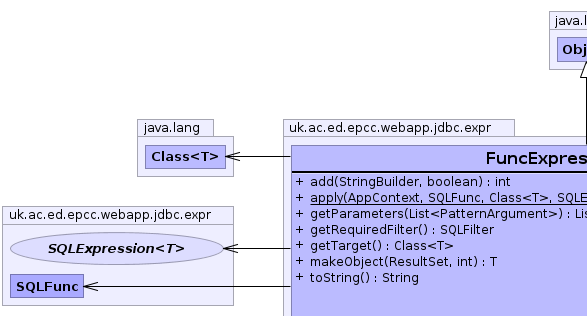 java.l
Obj
java.lang
Class<T>
uk.ac.ed.epcc.webapp.jdbc.expr
FuncExpres
+ add(StringBuilder, boolean) : int
+ apply(AppContext, SQLFunc, Class<T>, SQLE
+ getParameters(List<PatternArgument>) : Lis
+ getRequiredFilter() : SQLFilter
+ getTarget() : Class<T>
+ makeObject(ResultSet, int) : T
+ toString() : String
uk.ac.ed.epcc.webapp.jdbc.expr
SQLExpression<T>
SQLFunc